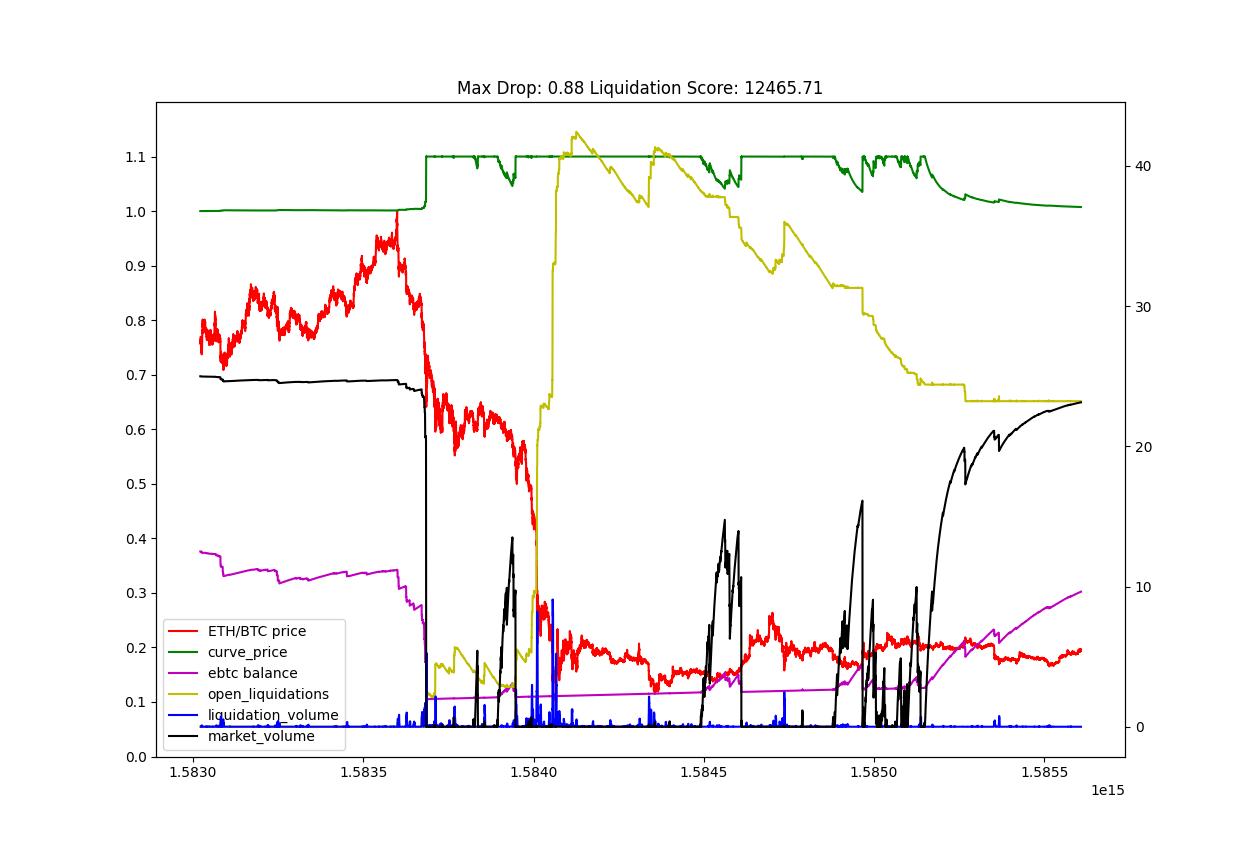 Max Drop: 0.88 Liquidation Score: 12465.71
1.1
1.0
0.9
0.8
0.7
0.6
0.5
0.4
0.3
0.2
0.1
0.0
40
30
20
10
0
ETH/BTC price
curve_price
ebtc balance
open_liquidations
liquidation_volume
market_volume
1.5830 1.5835 1.5840 1.5845 1.5850 1.5855
1e15